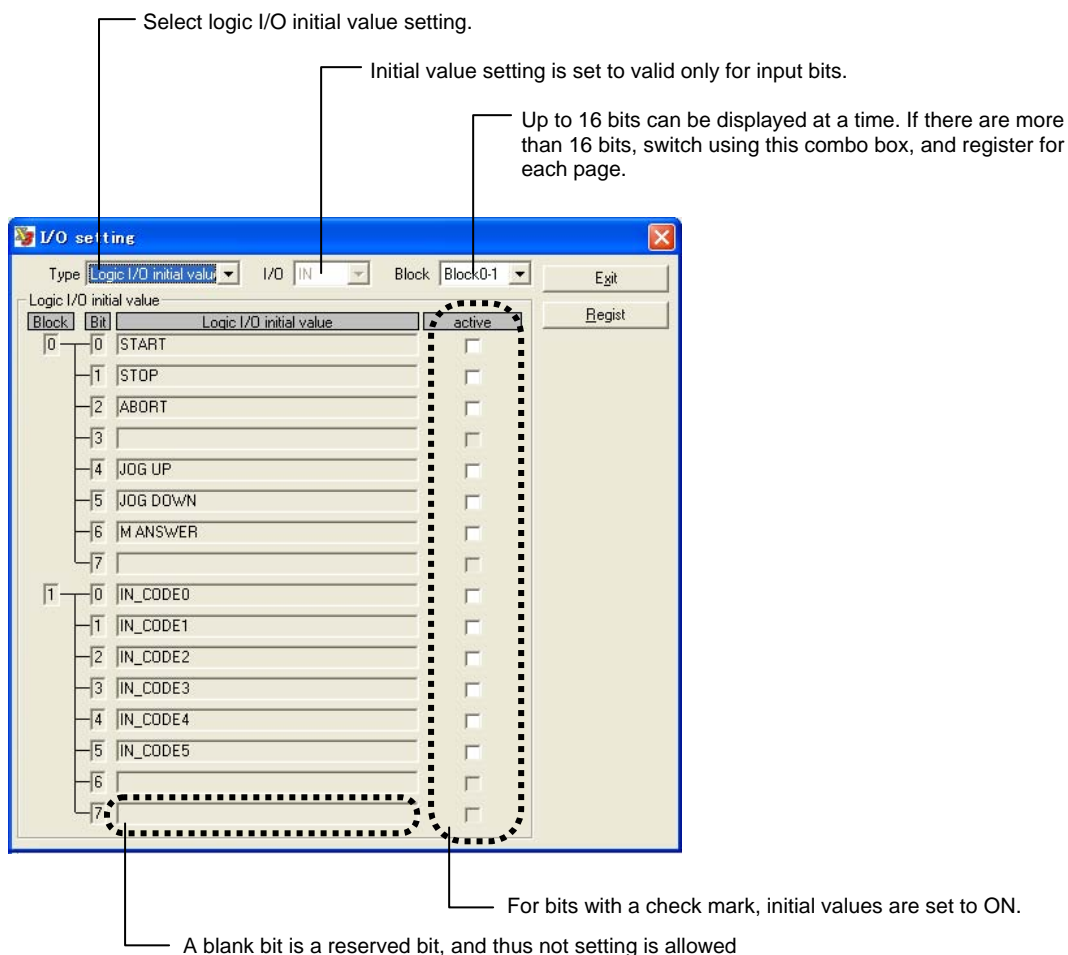 Select logic I/O initial value setting.
Initial value setting is set to valid only for input bits.
Up to 16 bits can be displayed at a time. If there are more
than 16 bits, switch using this combo box, and register for
each page.
I/O setting
Type Logic I/O initial valu I/O IN Block Block0-1 Exit
Logic I/O initial value
Regist
Block Bit Logic I/O initial value active
0 0 START
1 STOP
2 ABORT
3
4 JOG UP
5 JOG DOWN
6 M ANSWER
7
1 0 IN_CODE0
1 IN_CODE1
2 IN_CODE2
3 IN_CODE3
4 IN_CODE4
5 IN_CODE5
6
7
For bits with a check mark, initial values are set to ON.
A blank bit is a reserved bit, and thus not setting is allowed